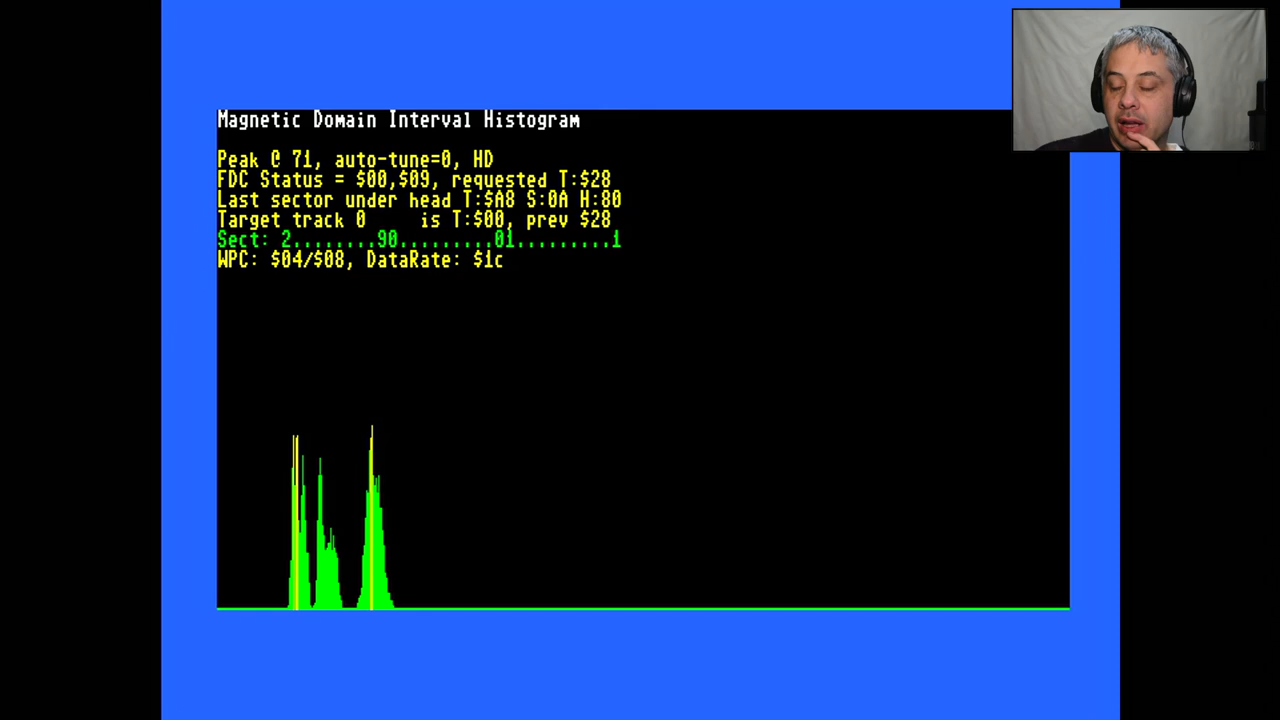 Magnetic Domain Interval Histogram
Peak @ 71, auto-tune=0, HD
FDC Status = $00,$09, requested T:$28
Last sector under head T:$A8 S:0A H:80
Target track 0 is T:$00, prev $28
Sect: 2........90.........01.........1
WPC: $04/$08, DataRate: $1c